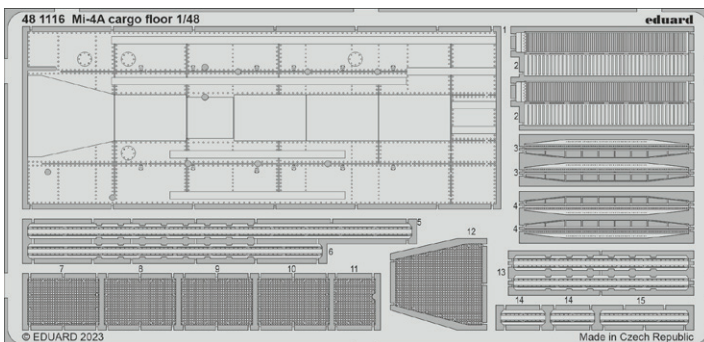 48 1116 Mi-4A cargo floor 1/48
eduard
1
2
2
3
3
4
4
5
6
12
7 8 9 10 11
13
14 14 15
© EDUARD 2023
Made in Czech Republic